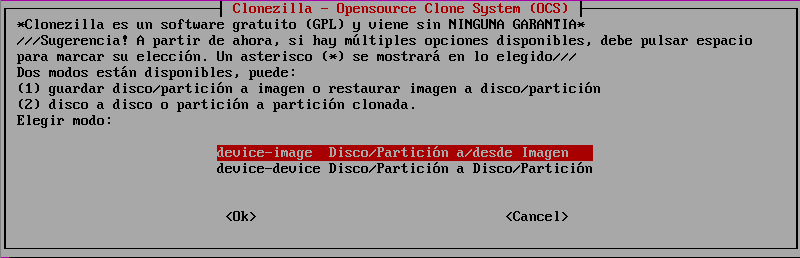 Clonezilla - Opensource Clone System (OCS)
*Clonezilla es un software gratuito (GPL) y viene sin NINGUNA GARANTIA*
///Sugerencia! A partir de ahora, si hay múltiples opciones disponibles, debe pulsar espacio
para marcar su elección. Un asterisco (*) se mostrará en lo elegido///
Dos modos están disponibles, puede:
(1) guardar disco/partición a imagen o restaurar imagen a disco/partición
(2) disco a disco o partición a partición clonada.
Elegir modo:
device-image Disco/Partición a/desde Imagen
device-device Disco/Partición a Disco/Partición
<Ok> <Cancel>